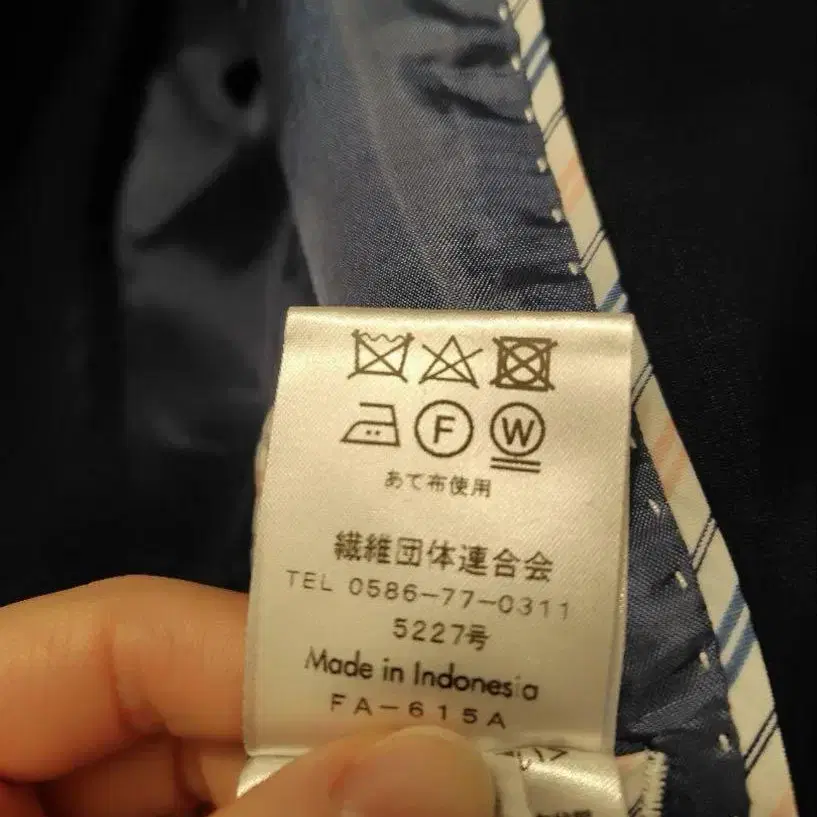 F W
あて布使用
繊維団体連合会
TEL 0586-77-0311
5227号
Made in Indonesia
FA-615A